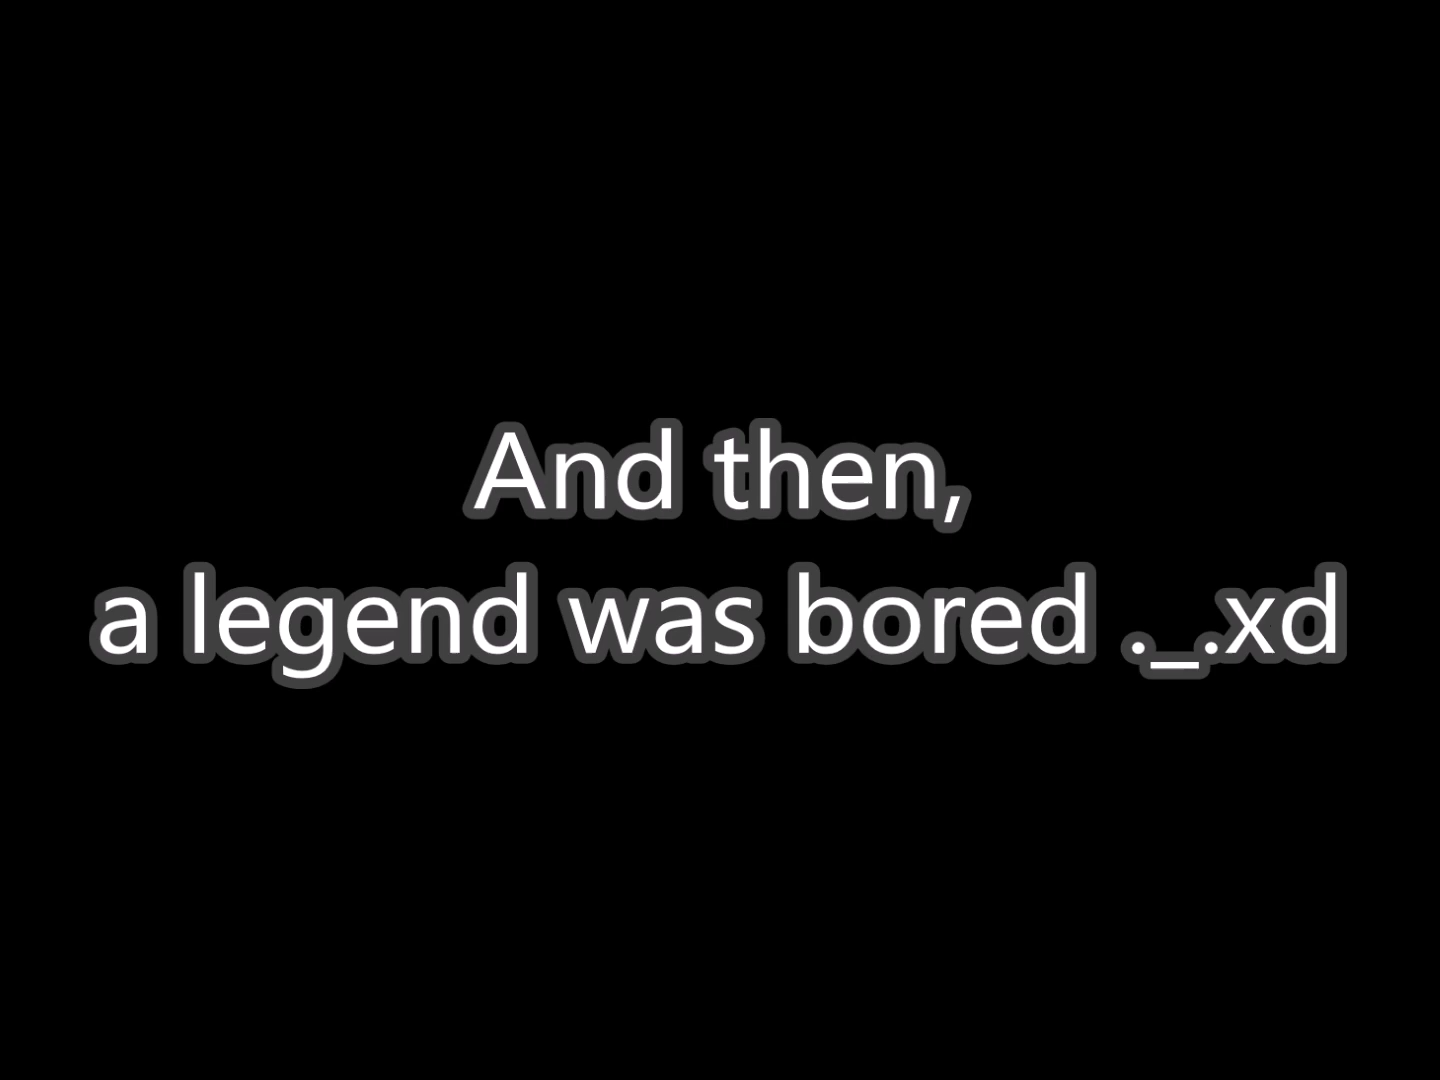 And then,
a legend was bored ._.xd